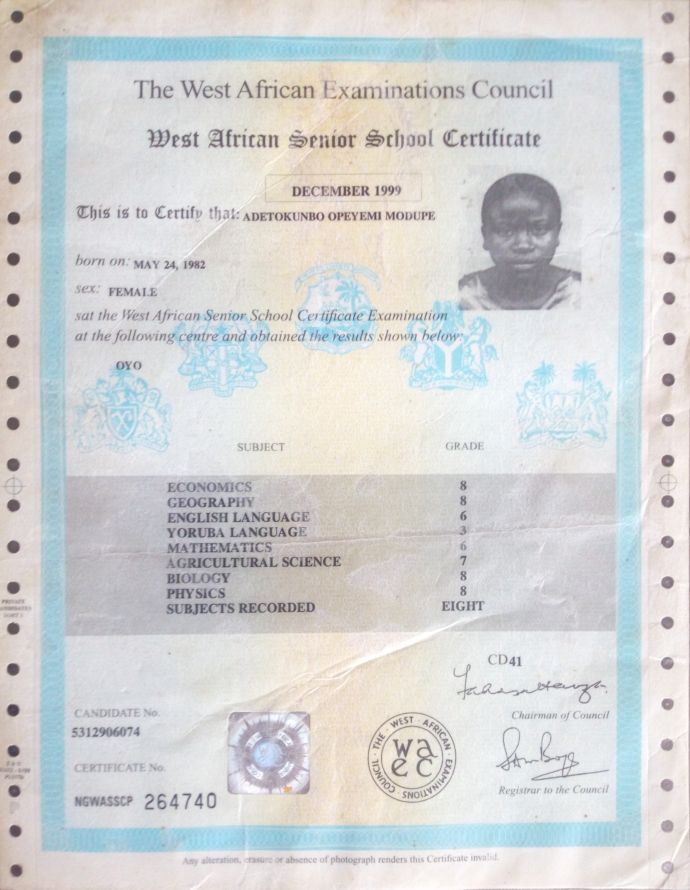 The West African Examinations Council
West African Senior School Certificate
DECEMBER 1999
This is to Certify that: ADETOKUNBO OPEYEMI MODUPE
born on: MAY 24, 1982
sex: FEMALE
sat the West African Senior School Certificate Examination
at the following centre and obtained the results shown below:
OYO
SUBJECT GRADE
ECONOMICS 8
GEOGRAPHY 8
ENGLISH LANGUAGE 6
YORUBA LANGUAGE 3
MATHEMATICS 6
AGRICULTURAL SCIENCE 7
BIOLOGY 8
PHYSICS 8
SUBJECTS RECORDED EIGHT
CD41
Chairman of Council
CANDIDATE No.
5312906074
THE WEST AFRICAN EXAMINATIONS COUNCIL
waec
CERTIFICATE No.
Registrar to the Council
NGWASSCP 264740
Any alteration, erasure or absence of photograph renders this Certificate invalid.